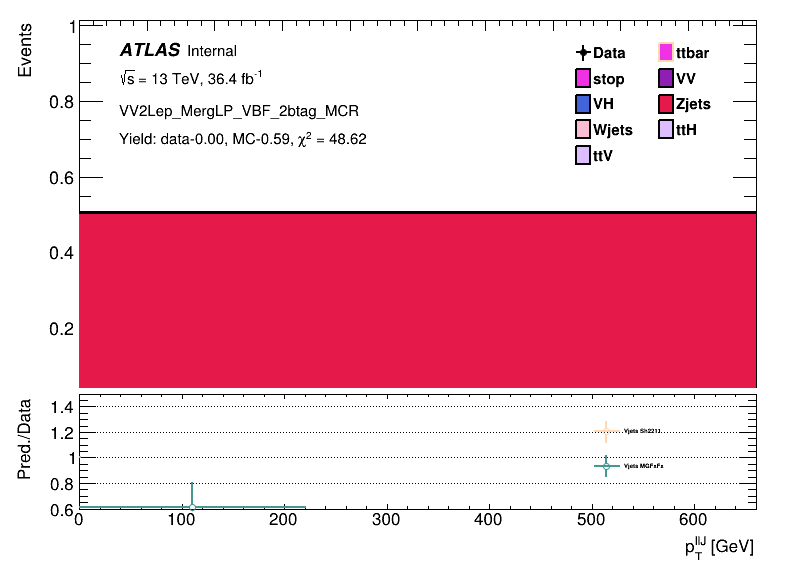 Events
1
0.8
0.6
0.4
0.2
ATLAS Internal
√s = 13 TeV, 36.4 fb⁻¹
VV2Lep_MergLP_VBF_2btag_MCR
Yield: data-0.00, MC-0.59, χ² = 48.62
Data
ttbar
stop
VV
VH
Zjets
Wjets
ttH
ttV
Pred./Data
1.4
1.2
1
0.8
0.6
Vjets Sh2211
Vjets MGFxFx
0 100 200 300 400 500 600
p_T^llJ [GeV]